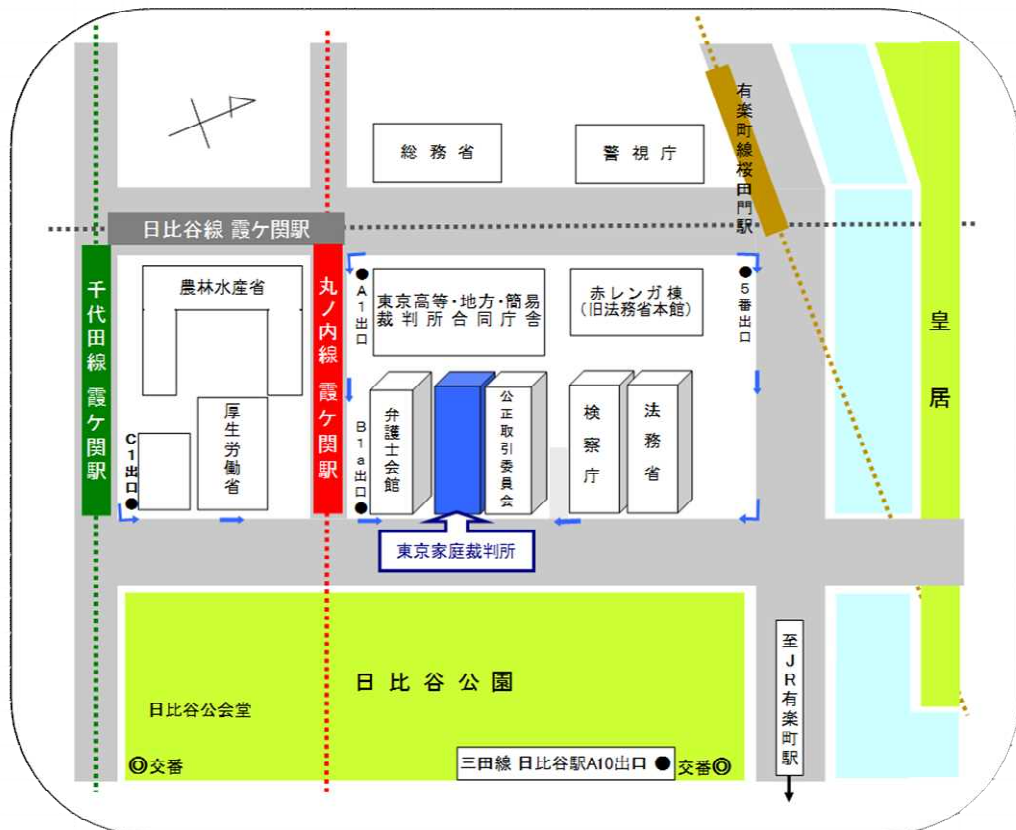 総務省
警視庁
有楽町線桜田門駅
日比谷線 霞ケ関駅
千代田線 霞ケ関駅
丸ノ内線 霞ケ関駅
農林水産省
A1出口
東京高等・地方・簡易
裁判所合同庁舎
赤レンガ棟
(旧法務省本館)
5番出口
皇居
厚生労働省
C1出口
B1a出口
弁護士会館
公正取引委員会
検察庁
法務省
東京家庭裁判所
日比谷公園
日比谷公会堂
至JR有楽町駅
◎交番
三田線 日比谷駅A10出口 ●
交番◎